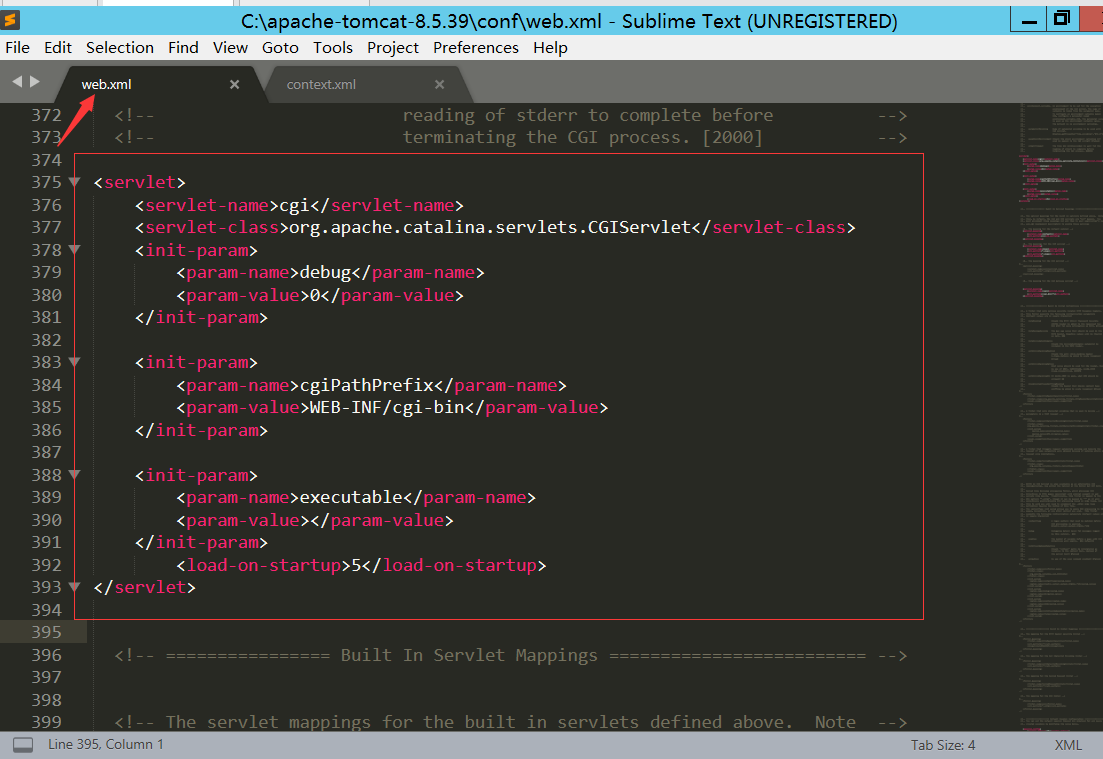 C:\apache-tomcat-8.5.39\conf\web.xml - Sublime Text (UNREGISTERED)
File Edit Selection Find View Goto Tools Project Preferences Help
web.xml
context.xml
372 <!-- reading of stderr to complete before -->
373 <!-- terminating the CGI process. [2000] -->
374
375 <servlet>
376 <servlet-name>cgi</servlet-name>
377 <servlet-class>org.apache.catalina.servlets.CGIServlet</servlet-class>
378 <init-param>
379 <param-name>debug</param-name>
380 <param-value>0</param-value>
381 </init-param>
382
383 <init-param>
384 <param-name>cgiPathPrefix</param-name>
385 <param-value>WEB-INF/cgi-bin</param-value>
386 </init-param>
387
388 <init-param>
389 <param-name>executable</param-name>
390 <param-value></param-value>
391 </init-param>
392 <load-on-startup>5</load-on-startup>
393 </servlet>
394
395
396 <!-- ================ Built In Servlet Mappings ========================= -->
397
398
399 <!-- The servlet mappings for the built in servlets defined above. Note -->
Line 395, Column 1
Tab Size: 4
XML